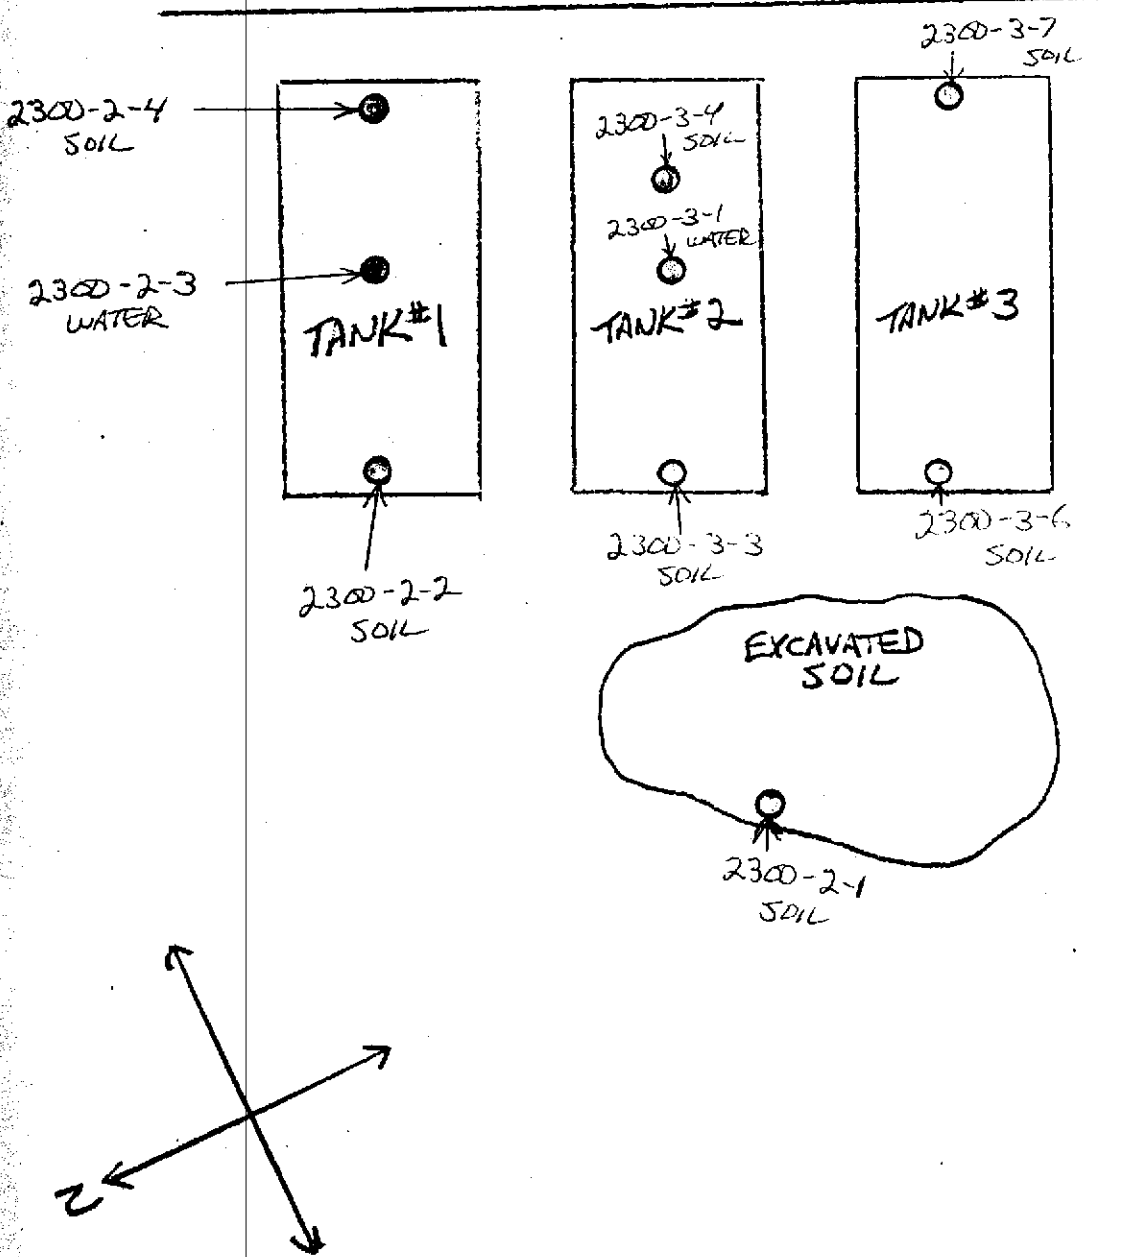 2300-3-7
SOIL
2300-2-4
SOIL
2300-3-4
SOIL
2300-3-1
WATER
2300-2-3
WATER
TANK #1
TANK #2
TANK #3
2300-2-2
SOIL
2300-3-3
SOIL
2300-3-6
SOIL
EXCAVATED
SOIL
2300-2-1
SOIL
N